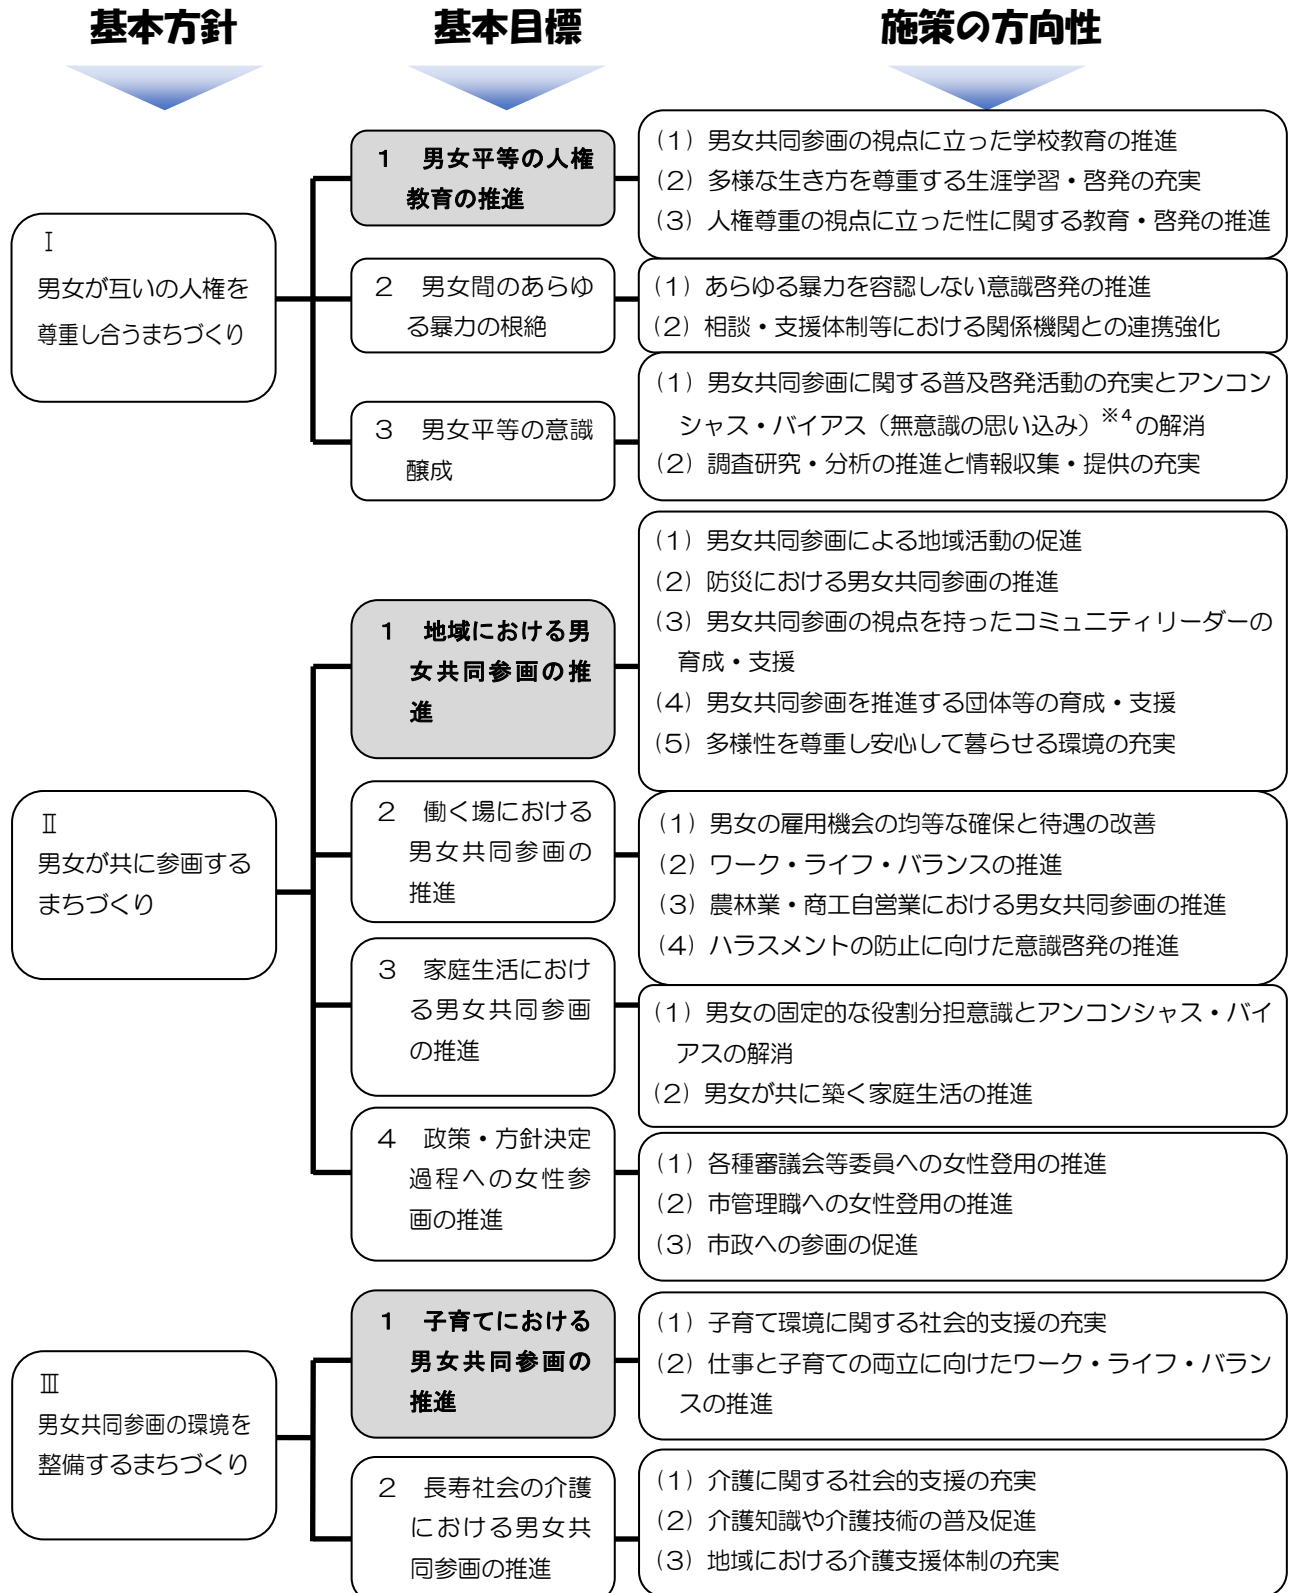 基本方針
基本目標
施策の方向性
Ⅰ
男女が互いの人権を
尊重し合うまちづくり
1 男女平等の人権
教育の推進
(1) 男女共同参画の視点に立った学校教育の推進
(2) 多様な生き方を尊重する生涯学習・啓発の充実
(3) 人権尊重の視点に立った性に関する教育・啓発の推進
2 男女間のあらゆ
る暴力の根絶
(1) あらゆる暴力を容認しない意識啓発の推進
(2) 相談・支援体制等における関係機関との連携強化
3 男女平等の意識
醸成
(1) 男女共同参画に関する普及啓発活動の充実とアンコン
シャス・バイアス（無意識の思い込み）※4の解消
(2) 調査研究・分析の推進と情報収集・提供の充実
Ⅱ
男女が共に参画する
まちづくり
1 地域における男
女共同参画の推
進
(1) 男女共同参画による地域活動の促進
(2) 防災における男女共同参画の推進
(3) 男女共同参画の視点を持ったコミュニティリーダーの
育成・支援
(4) 男女共同参画を推進する団体等の育成・支援
(5) 多様性を尊重し安心して暮らせる環境の充実
2 働く場における
男女共同参画の
推進
(1) 男女の雇用機会の均等な確保と待遇の改善
(2) ワーク・ライフ・バランスの推進
(3) 農林業・商工自営業における男女共同参画の推進
(4) ハラスメントの防止に向けた意識啓発の推進
3 家庭生活におけ
る男女共同参画
の推進
(1) 男女の固定的な役割分担意識とアンコンシャス・バイ
アスの解消
(2) 男女が共に築く家庭生活の推進
4 政策・方針決定
過程への女性参
画の推進
(1) 各種審議会等委員への女性登用の推進
(2) 市管理職への女性登用の推進
(3) 市政への参画の促進
Ⅲ
男女共同参画の環境を
整備するまちづくり
1 子育てにおける
男女共同参画の
推進
(1) 子育て環境に関する社会的支援の充実
(2) 仕事と子育ての両立に向けたワーク・ライフ・バラン
スの推進
2 長寿社会の介護
における男女共
同参画の推進
(1) 介護に関する社会的支援の充実
(2) 介護知識や介護技術の普及促進
(3) 地域における介護支援体制の充実